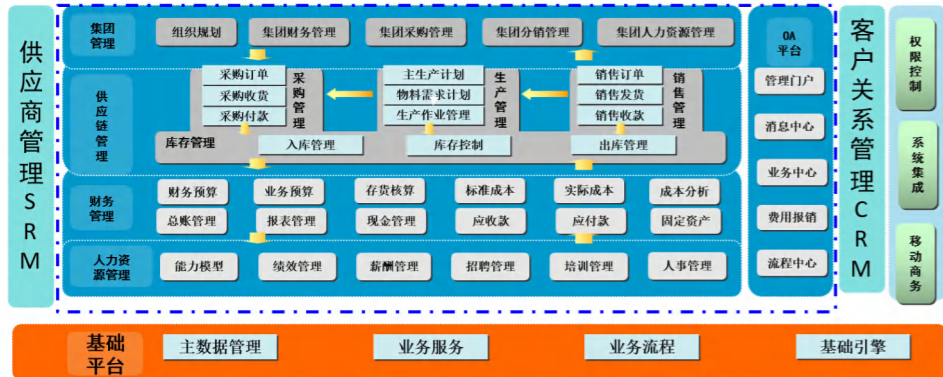 供应商管理SRM
集团
管理
组织规划
集团财务管理
集团采购管理
集团分销管理
集团人力资源管理
供应链管理
采购订单
采购收货
采购付款
采购管理
主生产计划
物料需求计划
生产作业管理
生产管理
销售订单
销售发货
销售收款
销售管理
库存管理
入库管理
库存控制
出库管理
财务
管理
财务预算
业务预算
存货核算
标准成本
实际成本
成本分析
总账管理
报表管理
现金管理
应收款
应付款
固定资产
人力资
源管理
能力模型
绩效管理
薪酬管理
招聘管理
培训管理
人事管理
OA
平台
管理门户
消息中心
业务中心
费用报销
流程中心
客户关系管理CRM
权限控制
系统集成
移动商务
基础
平台
主数据管理
业务服务
业务流程
基础引擎